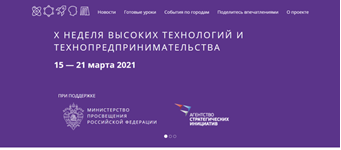 Новости Готовые уроки События по городам Поделитесь впечатлениями О проекте
X НЕДЕЛЯ ВЫСОКИХ ТЕХНОЛОГИЙ И
ТЕХНОПРЕДПРИНИМАТЕЛЬСТВА
15 — 21 марта 2021
ПРИ ПОДДЕРЖКЕ
МИНИСТЕРСТВО
ПРОСВЕЩЕНИЯ
РОССИЙСКОЙ ФЕДЕРАЦИИ
АГЕНТСТВО
СТРАТЕГИЧЕСКИХ
ИНИЦИАТИВ